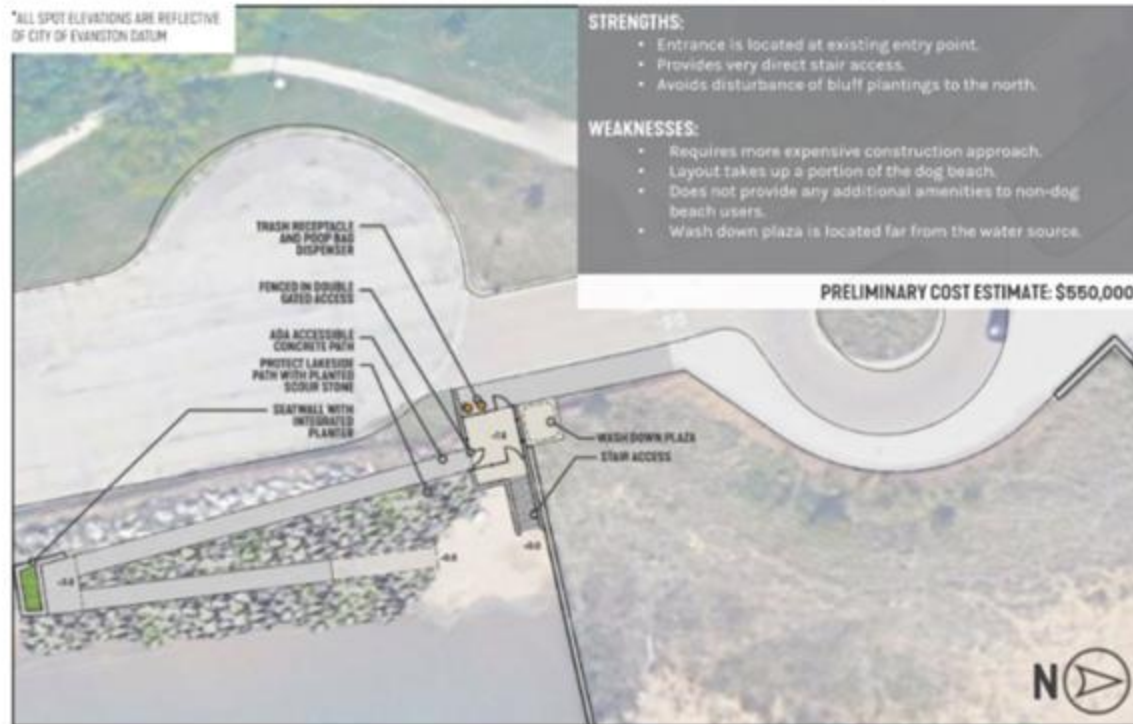 *ALL SPOT ELEVATIONS ARE REFLECTIVE
OF CITY OF EVANSTON DATUM
STRENGTHS:
• Entrance is located at existing entry point.
• Provides very direct stair access.
• Avoids disturbance of bluff plantings to the north.
WEAKNESSES:
• Requires more expensive construction approach.
• Layout takes up a portion of the dog beach.
• Does not provide any additional amenities to non-dog
beach users.
• Wash down plaza is located far from the water source.
PRELIMINARY COST ESTIMATE: $550,000
TRASH RECEPTACLE
AND POOP BAG
DISPENSER
FENCED IN DOUBLE
GATED ACCESS
ADA ACCESSIBLE
CONCRETE PATH
PROTECT LAKESIDE
PATH WITH PLANTED
SCOUR STONE
SEATWALL WITH
INTEGRATED
PLANTER
WASH DOWN PLAZA
STAIR ACCESS
N